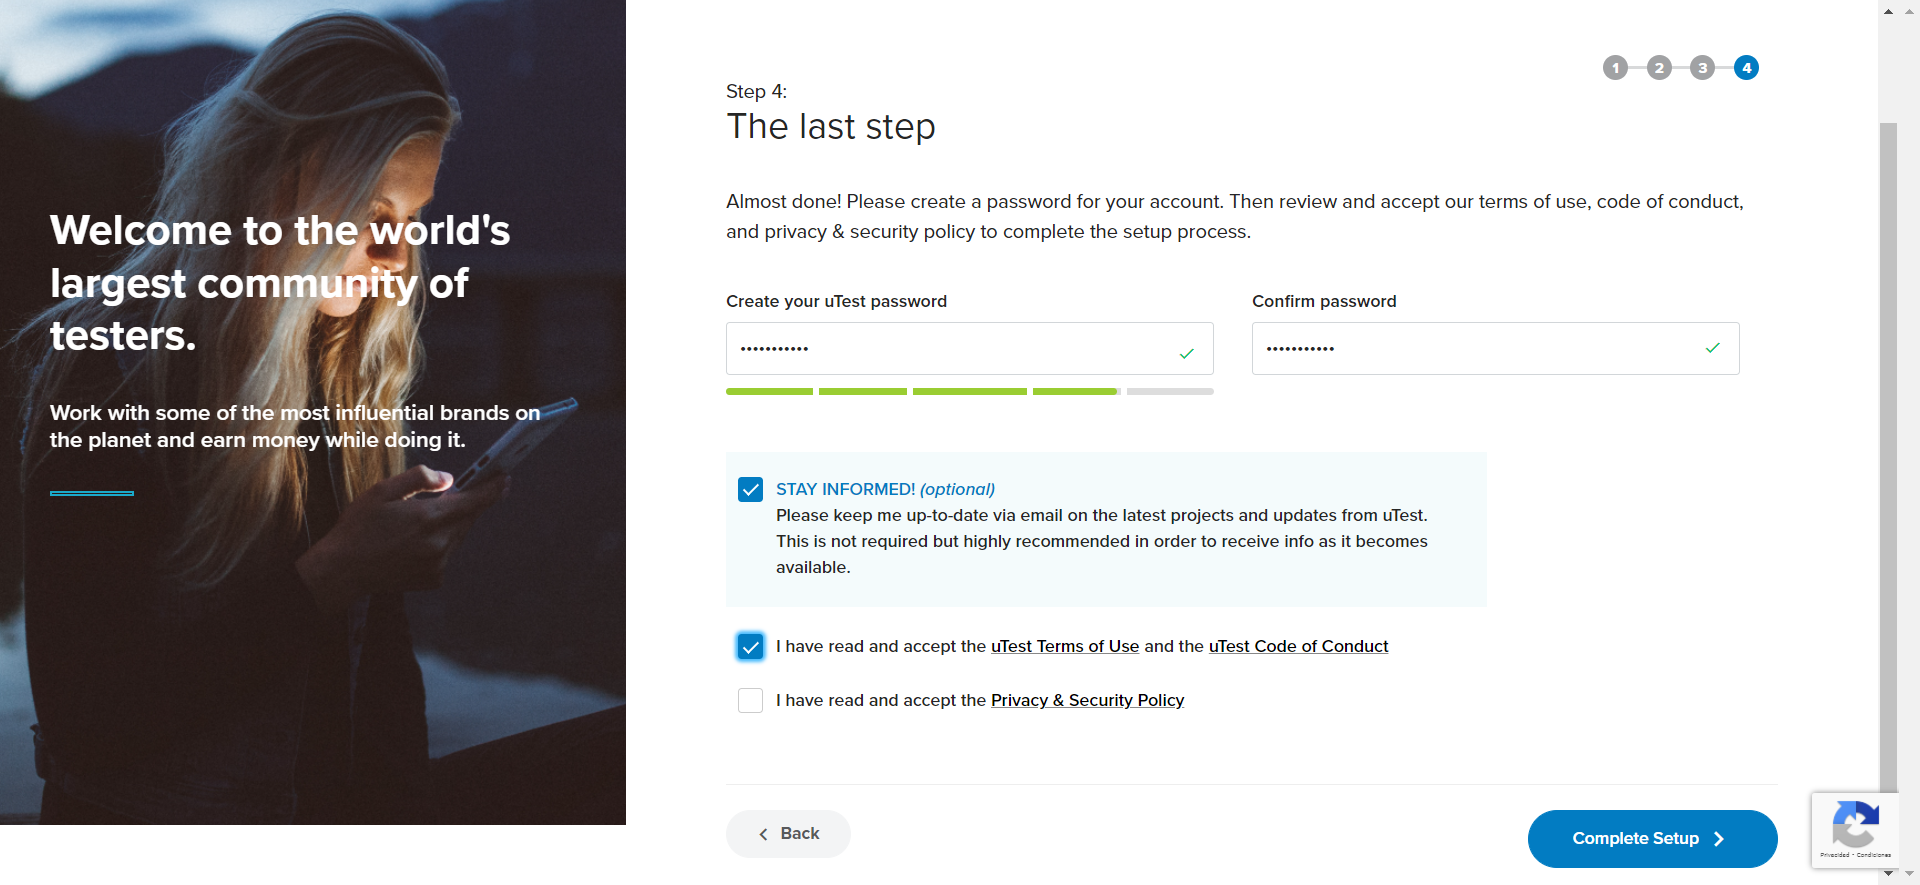 Welcome to the world's
largest community of
testers.
Work with some of the most influential brands on
the planet and earn money while doing it.
1 2 3 4
Step 4:
The last step
Almost done! Please create a password for your account. Then review and accept our terms of use, code of conduct,
and privacy & security policy to complete the setup process.
Create your uTest password
Confirm password
•••••••••••
•••••••••••
STAY INFORMED! (optional)
Please keep me up-to-date via email on the latest projects and updates from uTest.
This is not required but highly recommended in order to receive info as it becomes
available.
I have read and accept the uTest Terms of Use and the uTest Code of Conduct
I have read and accept the Privacy & Security Policy
Back
Complete Setup
Privacidad - Condiciones